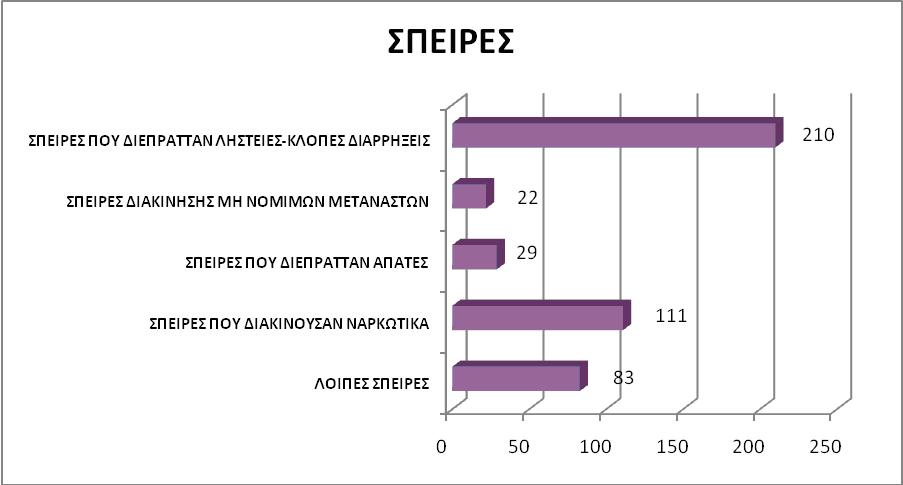 ΣΠΕΙΡΕΣ
ΣΠΕΙΡΕΣ ΠΟΥ ΔΙΕΠΡΑΤΤΑΝ ΛΗΣΤΕΙΕΣ-ΚΛΟΠΕΣ ΔΙΑΡΡΗΞΕΙΣ 210
ΣΠΕΙΡΕΣ ΔΙΑΚΙΝΗΣΗΣ ΜΗ ΝΟΜΙΜΩΝ ΜΕΤΑΝΑΣΤΩΝ 22
ΣΠΕΙΡΕΣ ΠΟΥ ΔΙΕΠΡΑΤΤΑΝ ΑΠΑΤΕΣ 29
ΣΠΕΙΡΕΣ ΠΟΥ ΔΙΑΚΙΝΟΥΣΑΝ ΝΑΡΚΩΤΙΚΑ 111
ΛΟΙΠΕΣ ΣΠΕΙΡΕΣ 83
0 50 100 150 200 250